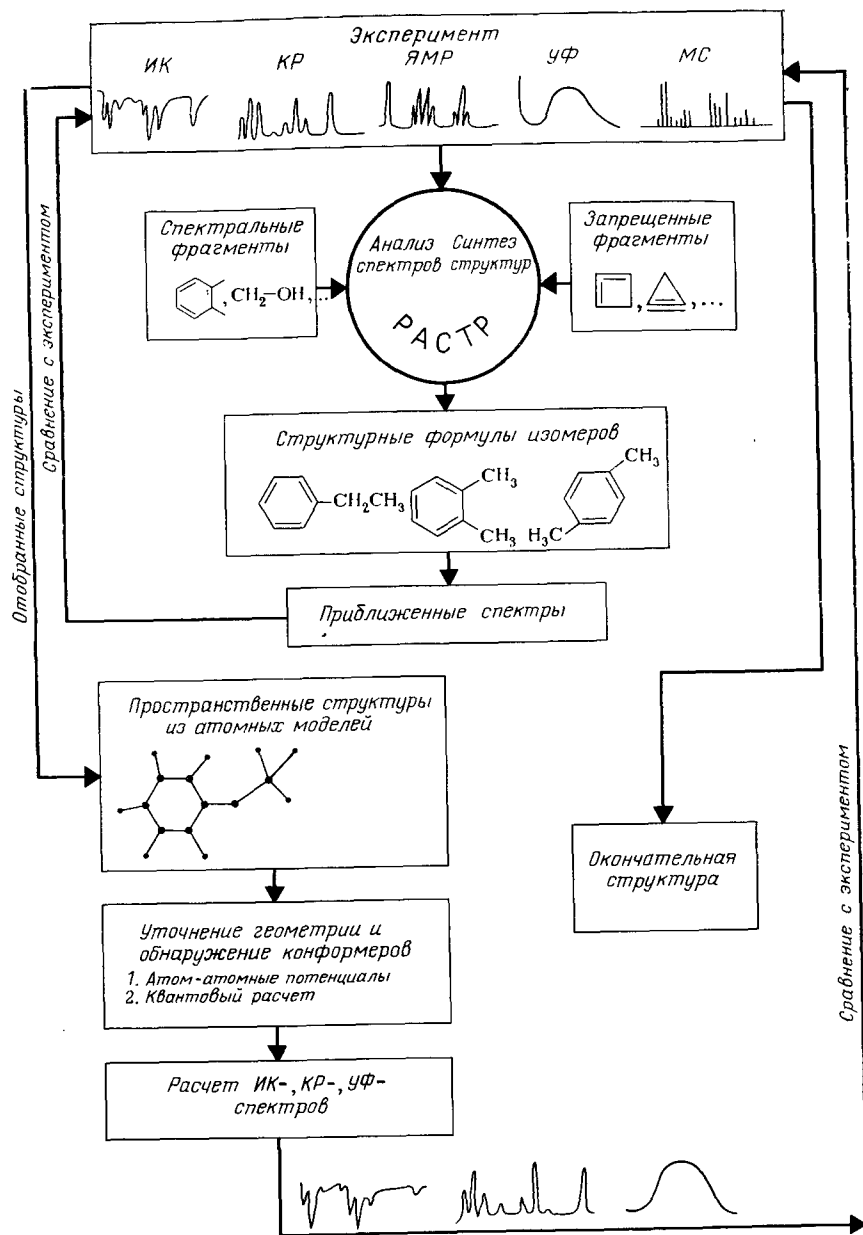 Эксперимент
ИК КР ЯМР УФ МС
Отобранные структуры
Сравнение с экспериментом
Спектральные
фрагменты
, CH₂—OH,...
Анализ Синтез
спектров структур
РАСТР
Запрещенные
фрагменты
, ,...
Структурные формулы изомеров
CH₂CH₃
CH₃
CH₃
CH₃
H₃C
Приближенные спектры
Пространственные структуры
из атомных моделей
Окончательная
структура
Уточнение геометрии и
обнаружение конформеров
1. Атом-атомные потенциалы
2. Квантовый расчет
Расчет ИК-, КР-, УФ-
спектров
Сравнение с экспериментом